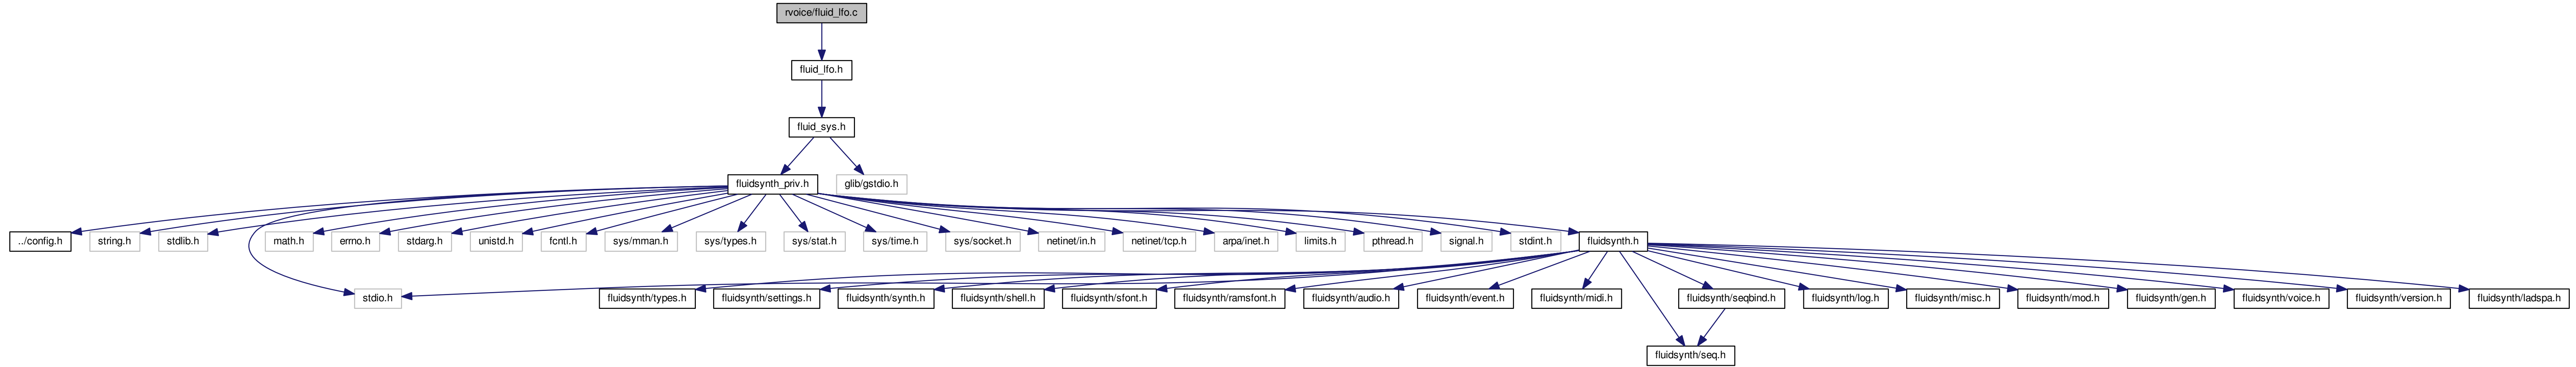 rvoice/fluid_lfo.c
fluid_lfo.h
fluid_sys.h
fluidsynth_priv.h
glib/gstdio.h
../config.h
string.h
stdlib.h
math.h
errno.h
stdarg.h
unistd.h
fcntl.h
sys/mman.h
sys/types.h
sys/stat.h
sys/time.h
sys/socket.h
netinet/in.h
netinet/tcp.h
arpa/inet.h
limits.h
pthread.h
signal.h
stdint.h
fluidsynth.h
stdio.h
fluidsynth/types.h
fluidsynth/settings.h
fluidsynth/synth.h
fluidsynth/shell.h
fluidsynth/sfont.h
fluidsynth/ramsfont.h
fluidsynth/audio.h
fluidsynth/event.h
fluidsynth/midi.h
fluidsynth/seqbind.h
fluidsynth/log.h
fluidsynth/misc.h
fluidsynth/mod.h
fluidsynth/gen.h
fluidsynth/voice.h
fluidsynth/version.h
fluidsynth/ladspa.h
fluidsynth/seq.h